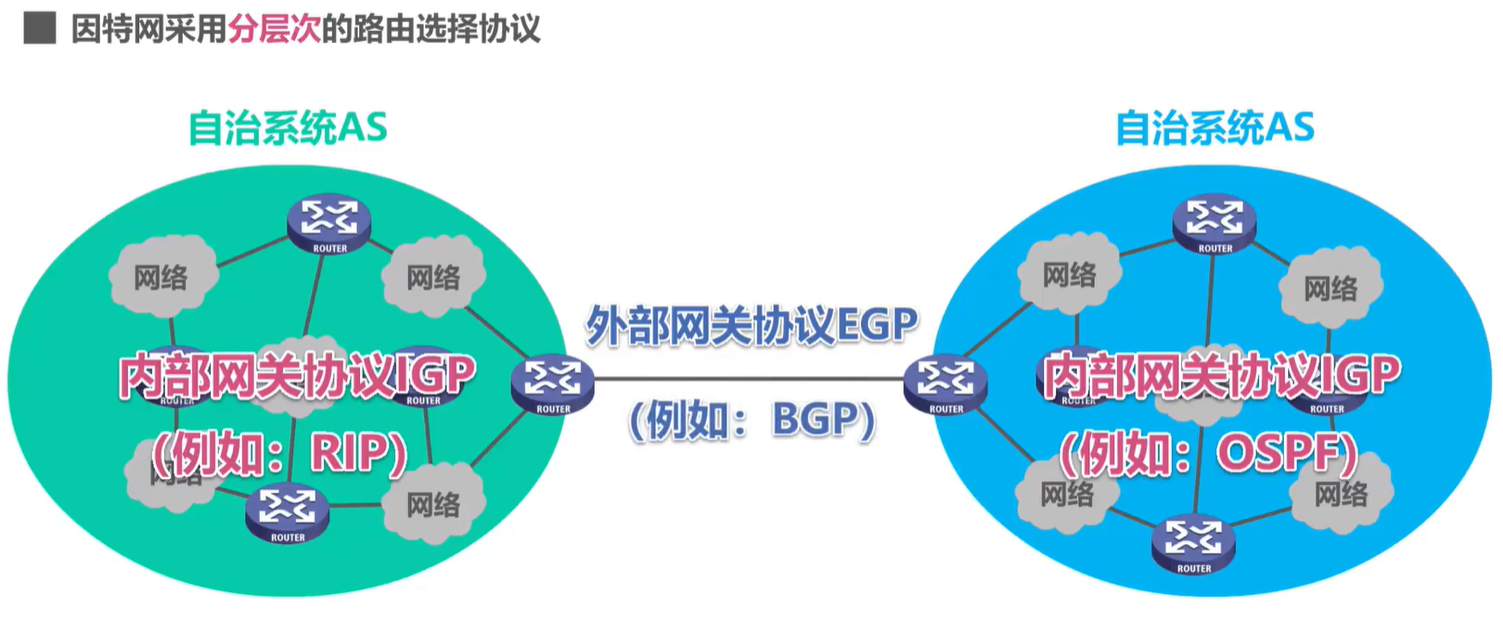 因特网采用分层次的路由选择协议
自治系统AS
自治系统AS
ROUTER
ROUTER
网络
网络
网络
网络
外部网关协议EGP
内部网关协议IGP
内部网关协议IGP
ROUTER
ROUTER
ROUTER
ROUTER
ROUTER
ROUTER
(例如：BGP)
(例如：RIP)
(例如：OSPF)
网络
网络
网络
网络
ROUTER
ROUTER